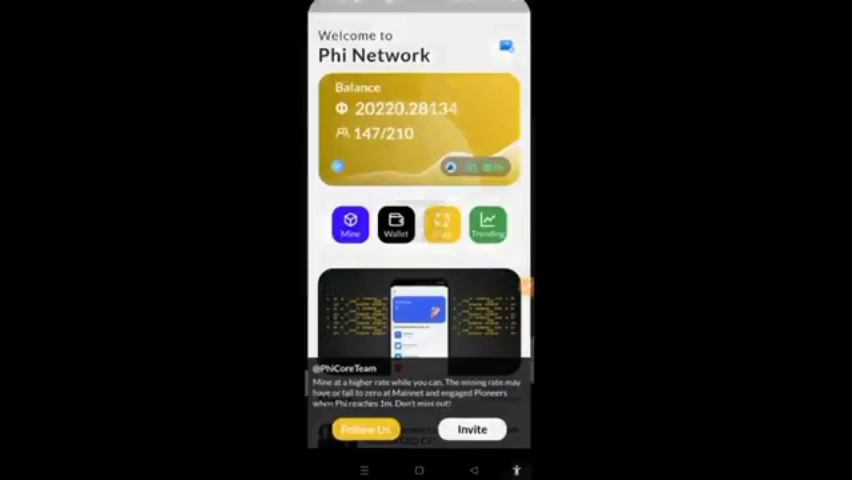 Welcome to
Phi Network
Balance
Φ 20220.28134
147/210
Mine
Wallet
Trending
@PhiCoreTeam
Mine at a higher rate while you can. The mining rate may
have or fall to zero at Mainnet and engaged Pioneers
when Phi reaches 1m. Don't miss out!
Follow Us
Invite